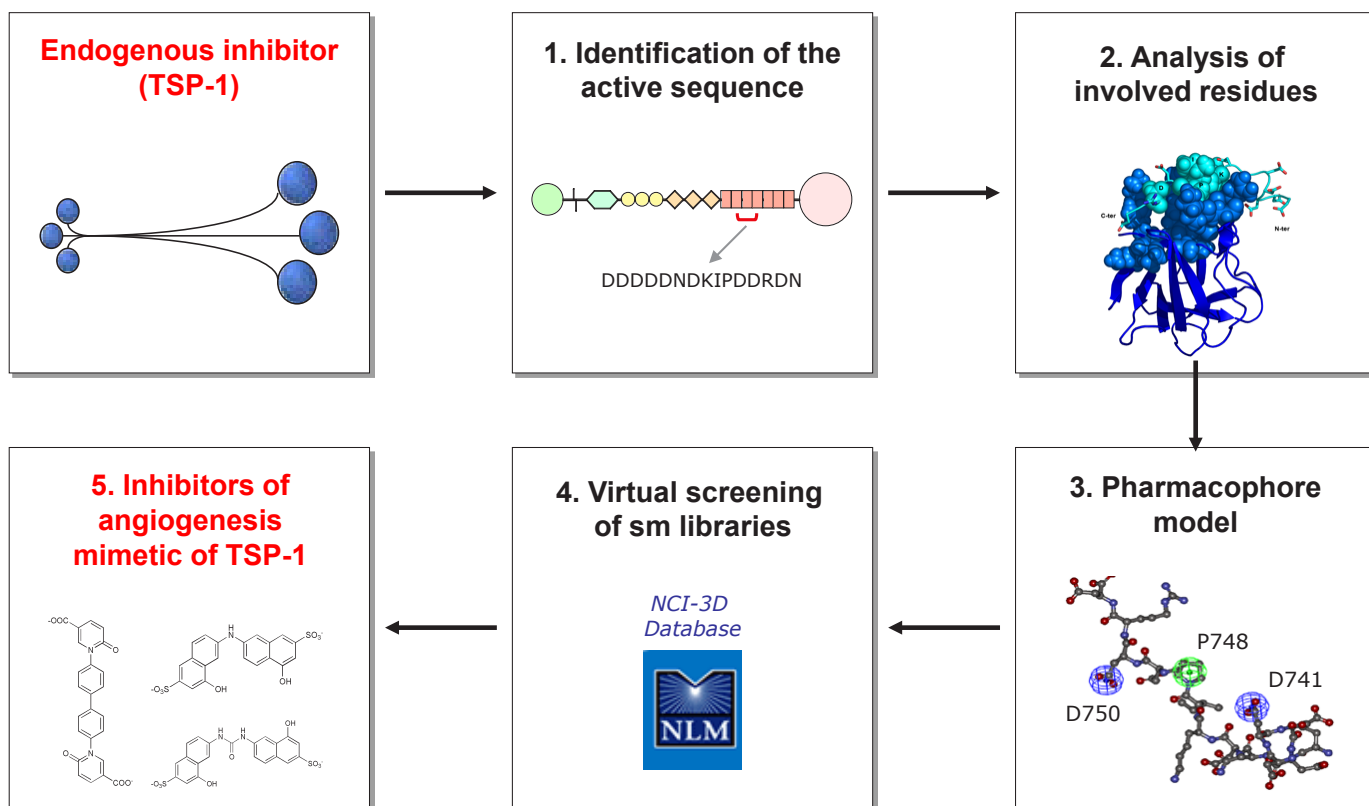 Endogenous inhibitor
(TSP-1)
1. Identification of the
active sequence
DDDDDNDKIPDDRDN
2. Analysis of
involved residues
C-ter
N-ter
D
K
3. Pharmacophore
model
P748
D741
D750
4. Virtual screening
of sm libraries
NCI-3D
Database
NLM
5. Inhibitors of
angiogenesis
mimetic of TSP-1
-OOC
N
O
O
N
COO-
H
N
SO3-
-O3S
OH
OH
OH
H
N
H
N
O
-O3S
SO3-
OH